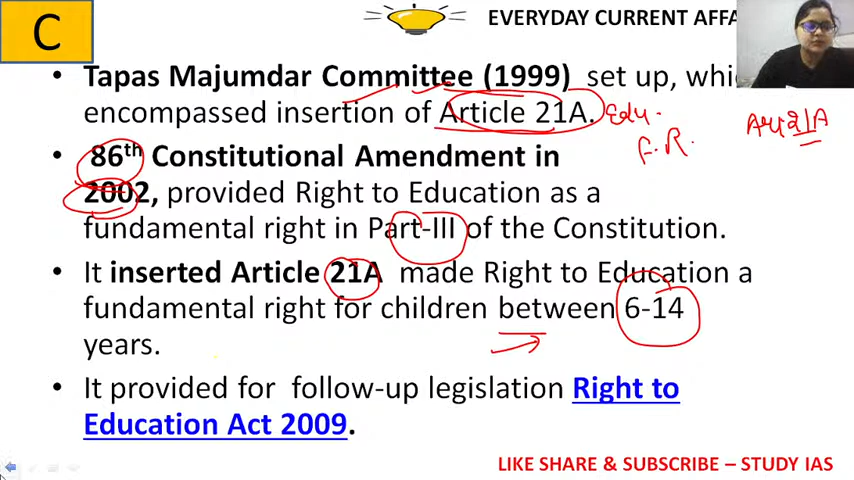 C
EVERYDAY CURRENT AFFA
• Tapas Majumdar Committee (1999) set up, whic
encompassed insertion of Article 21A. Edu.
F.R.
Art 21A
• 86th Constitutional Amendment in
2002, provided Right to Education as a
fundamental right in Part-III of the Constitution.
• It inserted Article 21A made Right to Education a
fundamental right for children between 6-14
years.
• It provided for follow-up legislation Right to
Education Act 2009.
LIKE SHARE & SUBSCRIBE – STUDY IAS